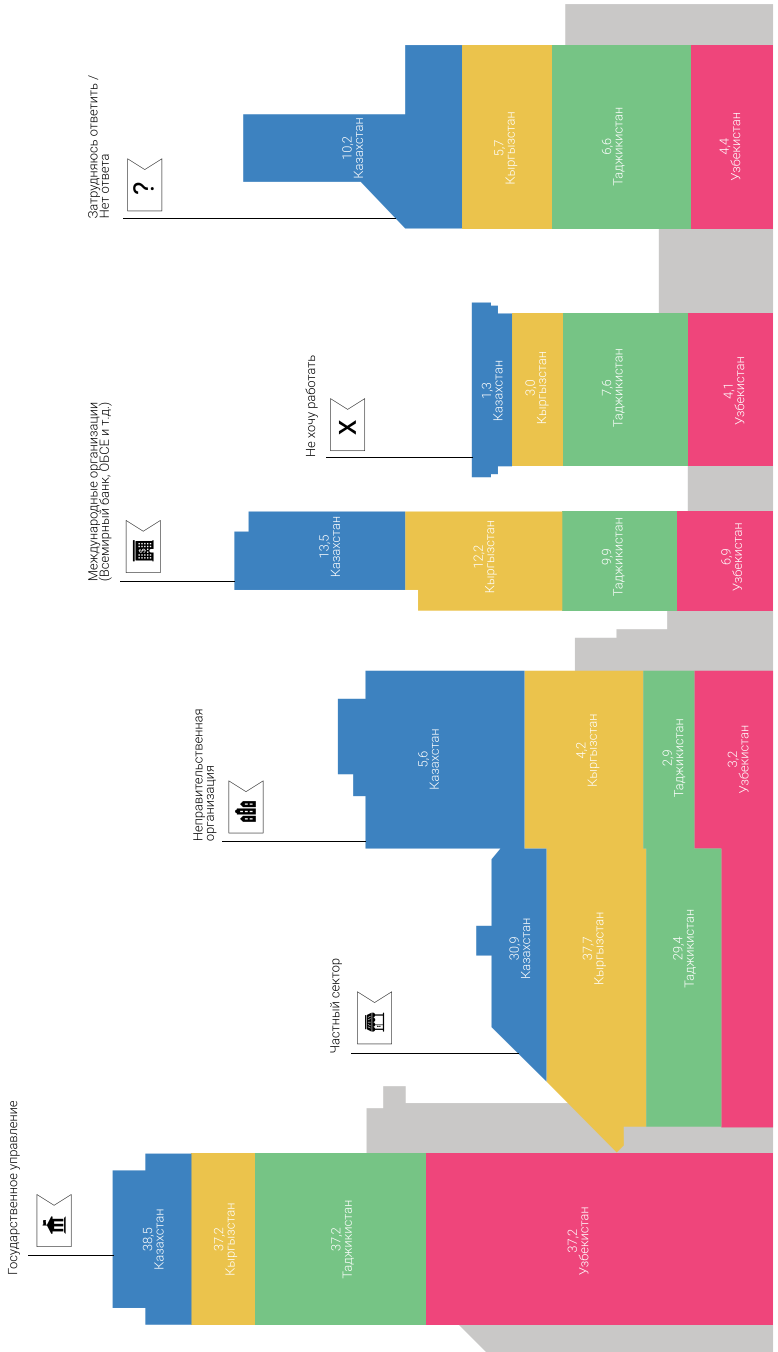 Государственное управление
38,5
Казахстан
37,2
Кыргызстан
37,2
Таджикистан
37,2
Узбекистан
Частный сектор
30,9
Казахстан
37,7
Кыргызстан
29,4
Таджикистан
Неправительственная
организация
5,6
Казахстан
4,2
Кыргызстан
2,9
Таджикистан
3,2
Узбекистан
Международные организации
(Всемирный банк, ОБСЕ и т.д.)
$
13,5
Казахстан
12,2
Кыргызстан
9,9
Таджикистан
6,9
Узбекистан
Не хочу работать
X
1,3
Казахстан
3,0
Кыргызстан
7,6
Таджикистан
4,1
Узбекистан
Затрудняюсь ответить /
Нет ответа
?
10,2
Казахстан
5,7
Кыргызстан
6,6
Таджикистан
4,4
Узбекистан